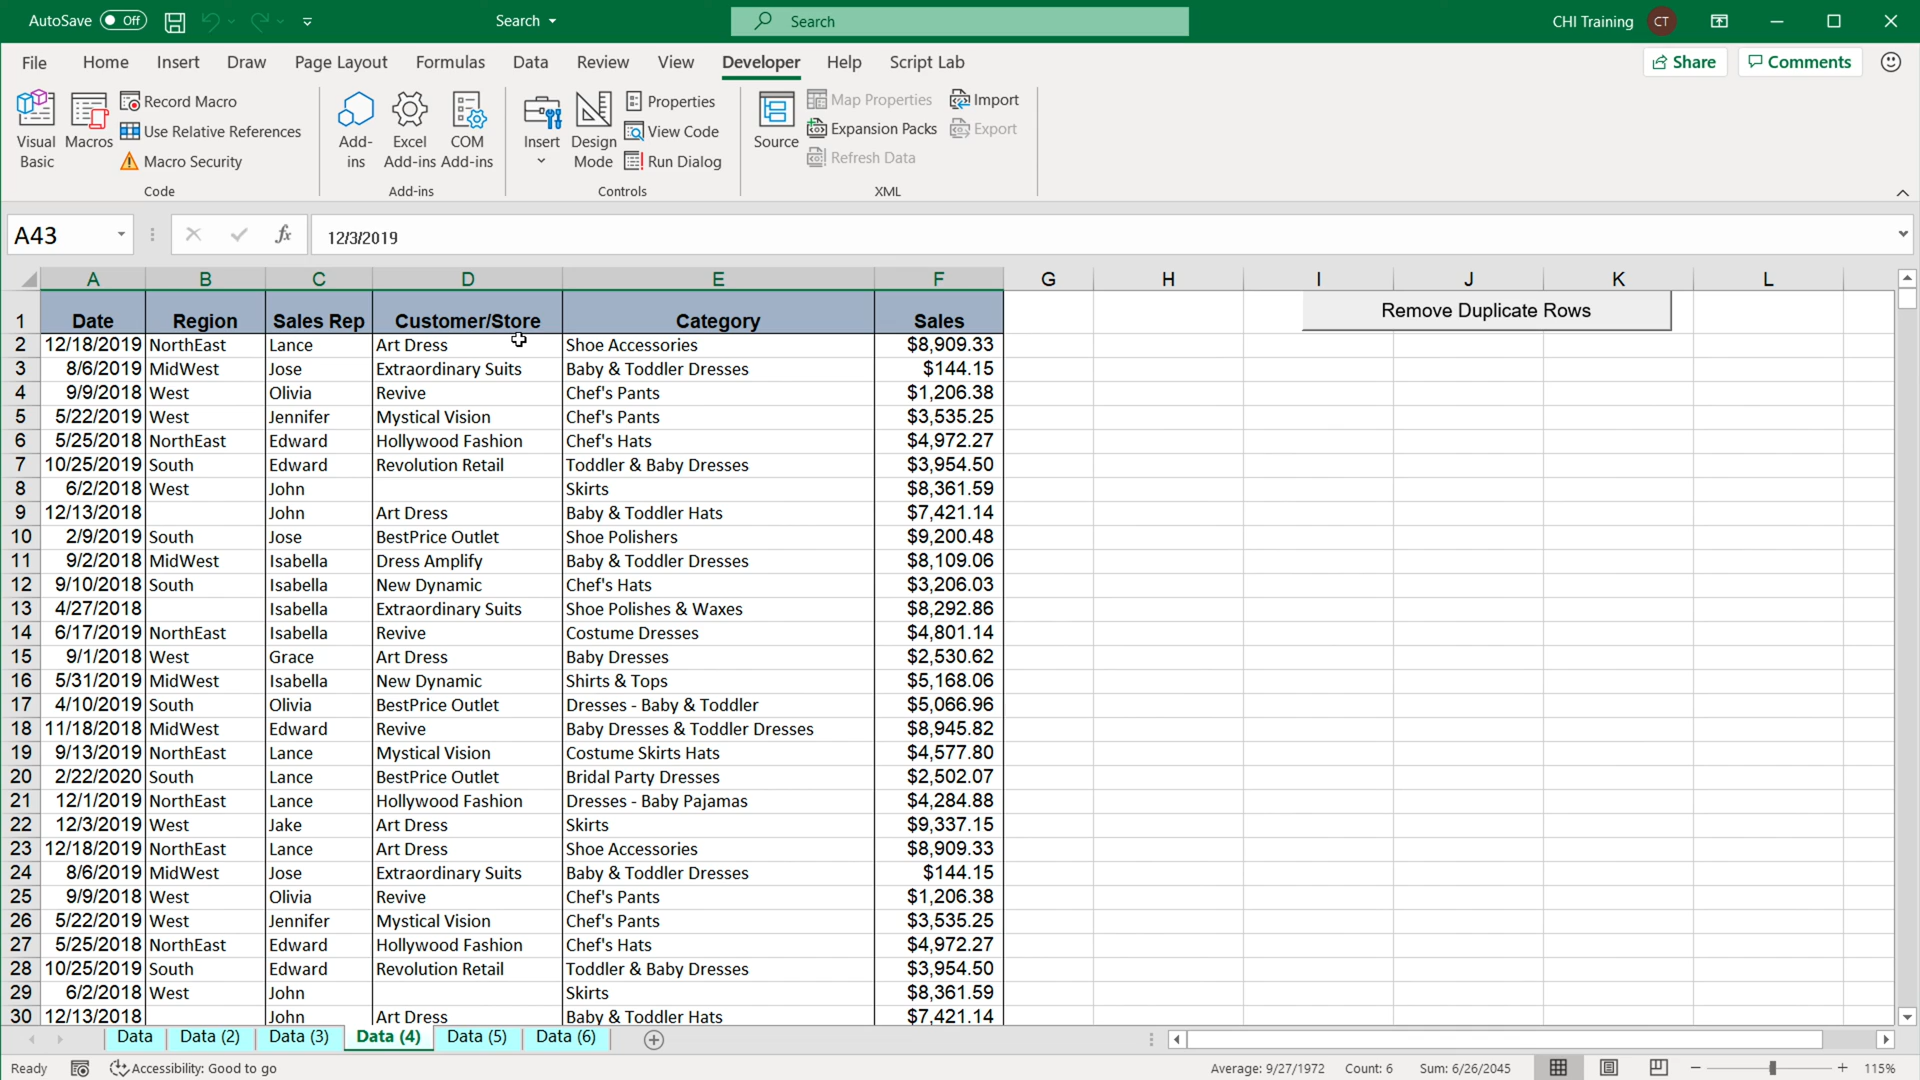 AutoSave Off Search Search CHI Training CT
File Home Insert Draw Page Layout Formulas Data Review View Developer Help Script Lab Share Comments
Visual Basic
Macros
Record Macro
Use Relative References
Macro Security
Code
Add-ins
Excel Add-ins
COM Add-ins
Add-ins
Insert
Design Mode
Properties
View Code
Run Dialog
Controls
Source
Map Properties
Expansion Packs
Refresh Data
Import
Export
XML
A43 fx 12/3/2019
A B C D E F G H I J K L
1 Date Region Sales Rep Customer/Store Category Sales Remove Duplicate Rows
2 12/18/2019 NorthEast Lance Art Dress Shoe Accessories $8,909.33
3 8/6/2019 MidWest Jose Extraordinary Suits Baby & Toddler Dresses $144.15
4 9/9/2018 West Olivia Revive Chef's Pants $1,206.38
5 5/22/2019 West Jennifer Mystical Vision Chef's Pants $3,535.25
6 5/25/2018 NorthEast Edward Hollywood Fashion Chef's Hats $4,972.27
7 10/25/2019 South Edward Revolution Retail Toddler & Baby Dresses $3,954.50
8 6/2/2018 West John Skirts $8,361.59
9 12/13/2018 John Art Dress Baby & Toddler Hats $7,421.14
10 2/9/2019 South Jose BestPrice Outlet Shoe Polishers $9,200.48
11 9/2/2018 MidWest Isabella Dress Amplify Baby & Toddler Dresses $8,109.06
12 9/10/2018 South Isabella New Dynamic Chef's Hats $3,206.03
13 4/27/2018 Isabella Extraordinary Suits Shoe Polishes & Waxes $8,292.86
14 6/17/2019 NorthEast Isabella Revive Costume Dresses $4,801.14
15 9/1/2018 West Grace Art Dress Baby Dresses $2,530.62
16 5/31/2019 MidWest Isabella New Dynamic Shirts & Tops $5,168.06
17 4/10/2019 South Olivia BestPrice Outlet Dresses - Baby & Toddler $5,066.96
18 11/18/2018 MidWest Edward Revive Baby Dresses & Toddler Dresses $8,945.82
19 9/13/2019 NorthEast Lance Mystical Vision Costume Skirts Hats $4,577.80
20 2/22/2020 South Lance BestPrice Outlet Bridal Party Dresses $2,502.07
21 12/1/2019 NorthEast Lance Hollywood Fashion Dresses - Baby Pajamas $4,284.88
22 12/3/2019 West Jake Art Dress Skirts $9,337.15
23 12/18/2019 NorthEast Lance Art Dress Shoe Accessories $8,909.33
24 8/6/2019 MidWest Jose Extraordinary Suits Baby & Toddler Dresses $144.15
25 9/9/2018 West Olivia Revive Chef's Pants $1,206.38
26 5/22/2019 West Jennifer Mystical Vision Chef's Pants $3,535.25
27 5/25/2018 NorthEast Edward Hollywood Fashion Chef's Hats $4,972.27
28 10/25/2019 South Edward Revolution Retail Toddler & Baby Dresses $3,954.50
29 6/2/2018 West John Skirts $8,361.59
30 12/13/2018 John Art Dress Baby & Toddler Hats $7,421.14
Data Data (2) Data (3) Data (4) Data (5) Data (6)
Ready Accessibility: Good to go Average: 9/27/1972 Count: 6 Sum: 6/26/2045 115%